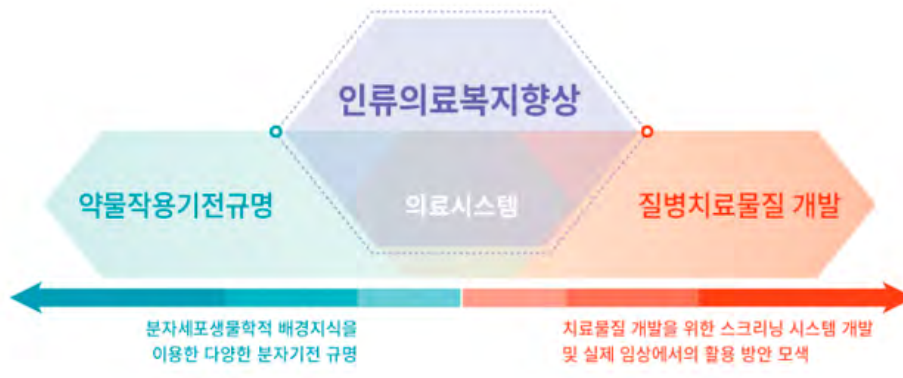 인류의료복지향상
약물작용기전규명
의료시스템
질병치료물질 개발
분자세포생물학적 배경지식을
이용한 다양한 분자기전 규명
치료물질 개발을 위한 스크리닝 시스템 개발
및 실제 임상에서의 활용 방안 모색